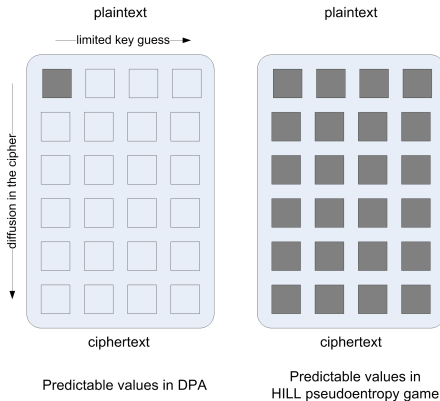 plaintext
limited key guess
diffusion in the cipher
ciphertext
Predictable values in DPA
plaintext
ciphertext
Predictable values in
HILL pseudoentropy game